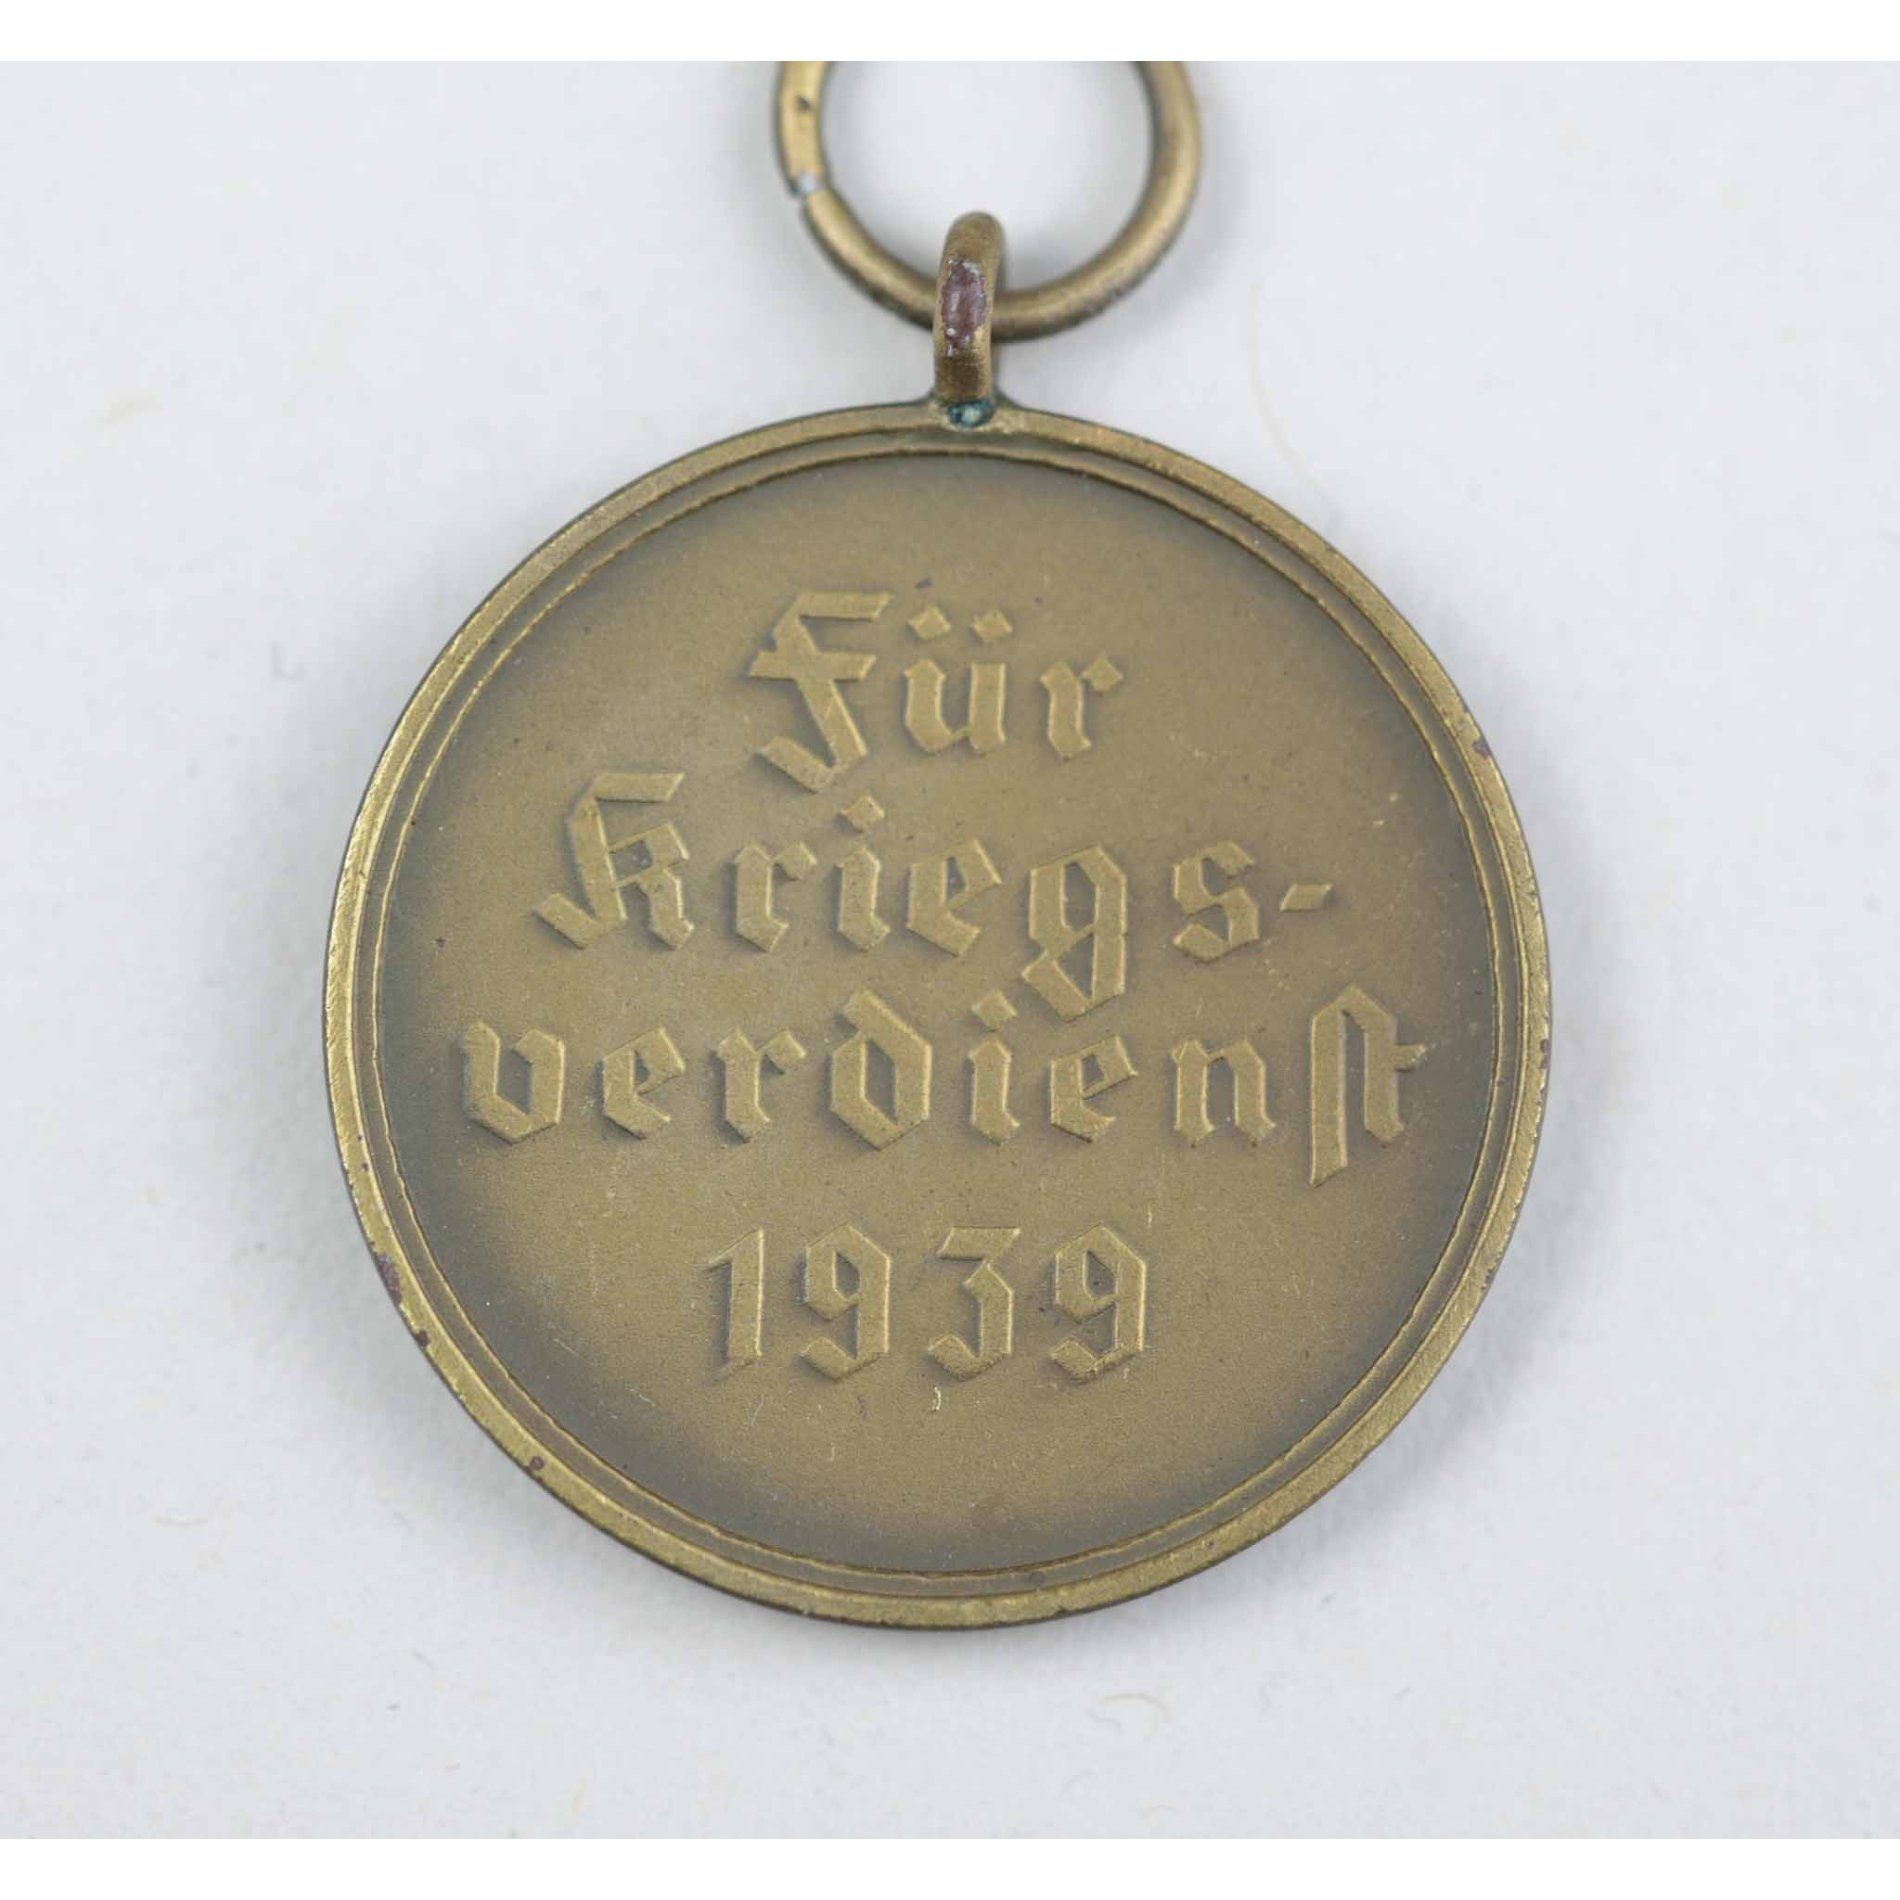 Für
Kriegs-
verdienst
1939